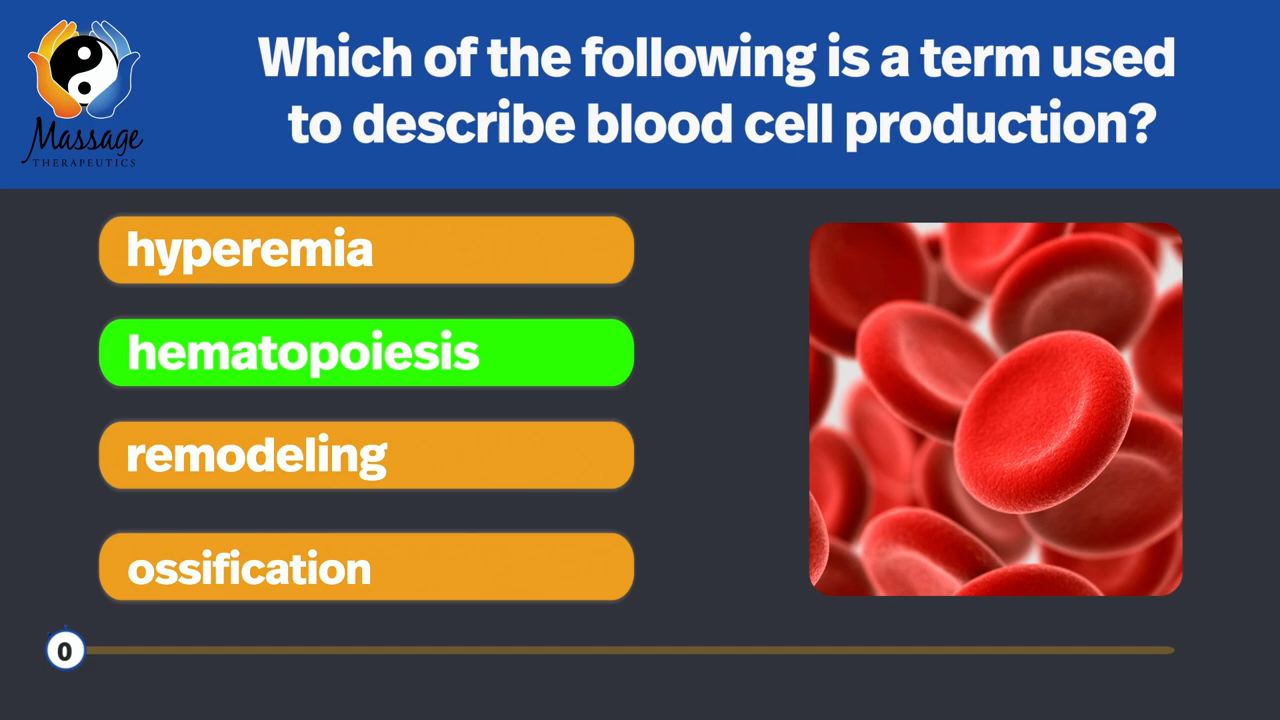 Massage
THERAPEUTICS
Which of the following is a term used
to describe blood cell production?
hyperemia
hematopoiesis
remodeling
ossification
0